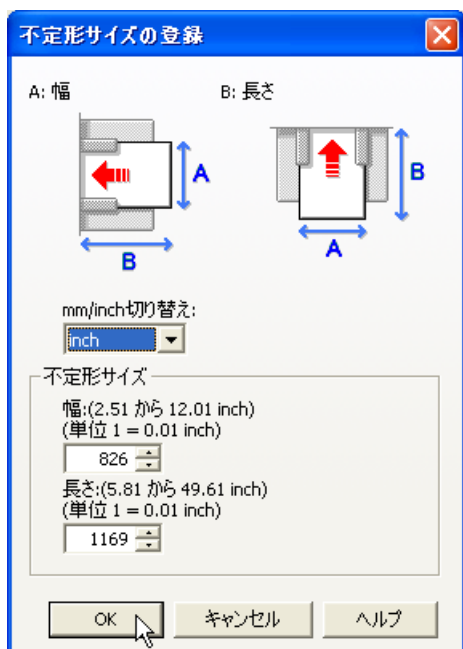 不定形サイズの登録
A: 幅
B: 長さ
A
B
B
A
mm/inch切り替え:
inch
不定形サイズ
幅:(2.51 から 12.01 inch)
(単位 1 = 0.01 inch)
826
長さ:(5.81 から 49.61 inch)
(単位 1 = 0.01 inch)
1169
OK
キャンセル
ヘルプ